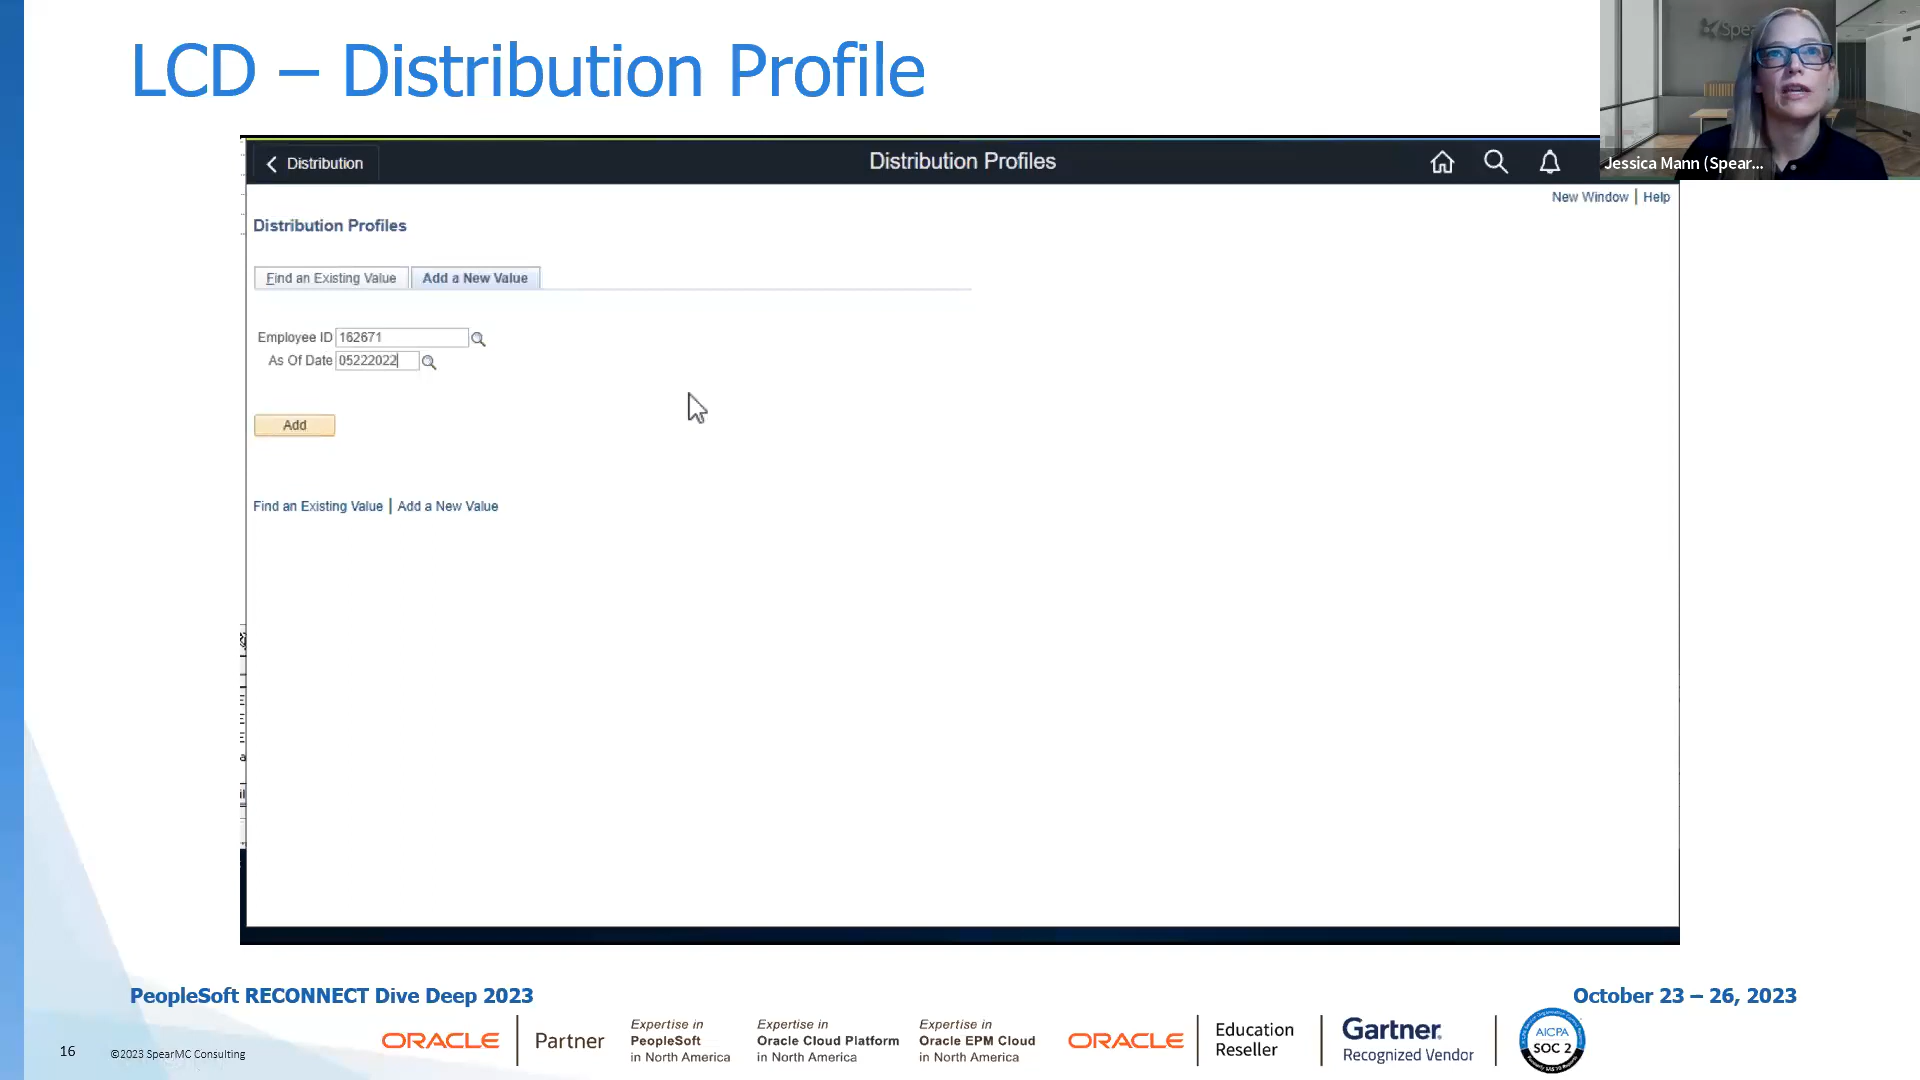 LCD – Distribution Profile
Spea
Jessica Mann (Spear...
Distribution
Distribution Profiles
New Window | Help
Distribution Profiles
Find an Existing Value
Add a New Value
Employee ID 162671
As Of Date 05222022
Add
Find an Existing Value | Add a New Value
PeopleSoft RECONNECT Dive Deep 2023
October 23 – 26, 2023
16
©2023 SpearMC Consulting
ORACLE | Partner
Expertise in
PeopleSoft
in North America
Expertise in
Oracle Cloud Platform
in North America
Expertise in
Oracle EPM Cloud
in North America
ORACLE | Education
Reseller
Gartner.
Recognized Vendor
AICPA
SOC 2